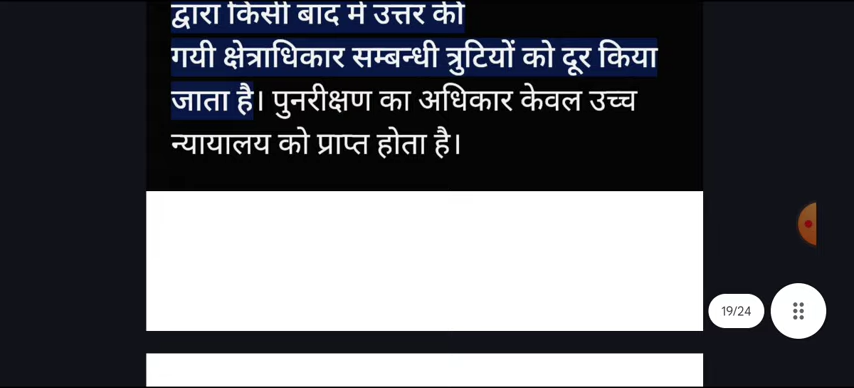 द्वारा किसी बाद में उत्तर की
गयी क्षेत्राधिकार सम्बन्धी त्रुटियों को दूर किया
जाता है। पुनरीक्षण का अधिकार केवल उच्च
न्यायालय को प्राप्त होता है।
19/24